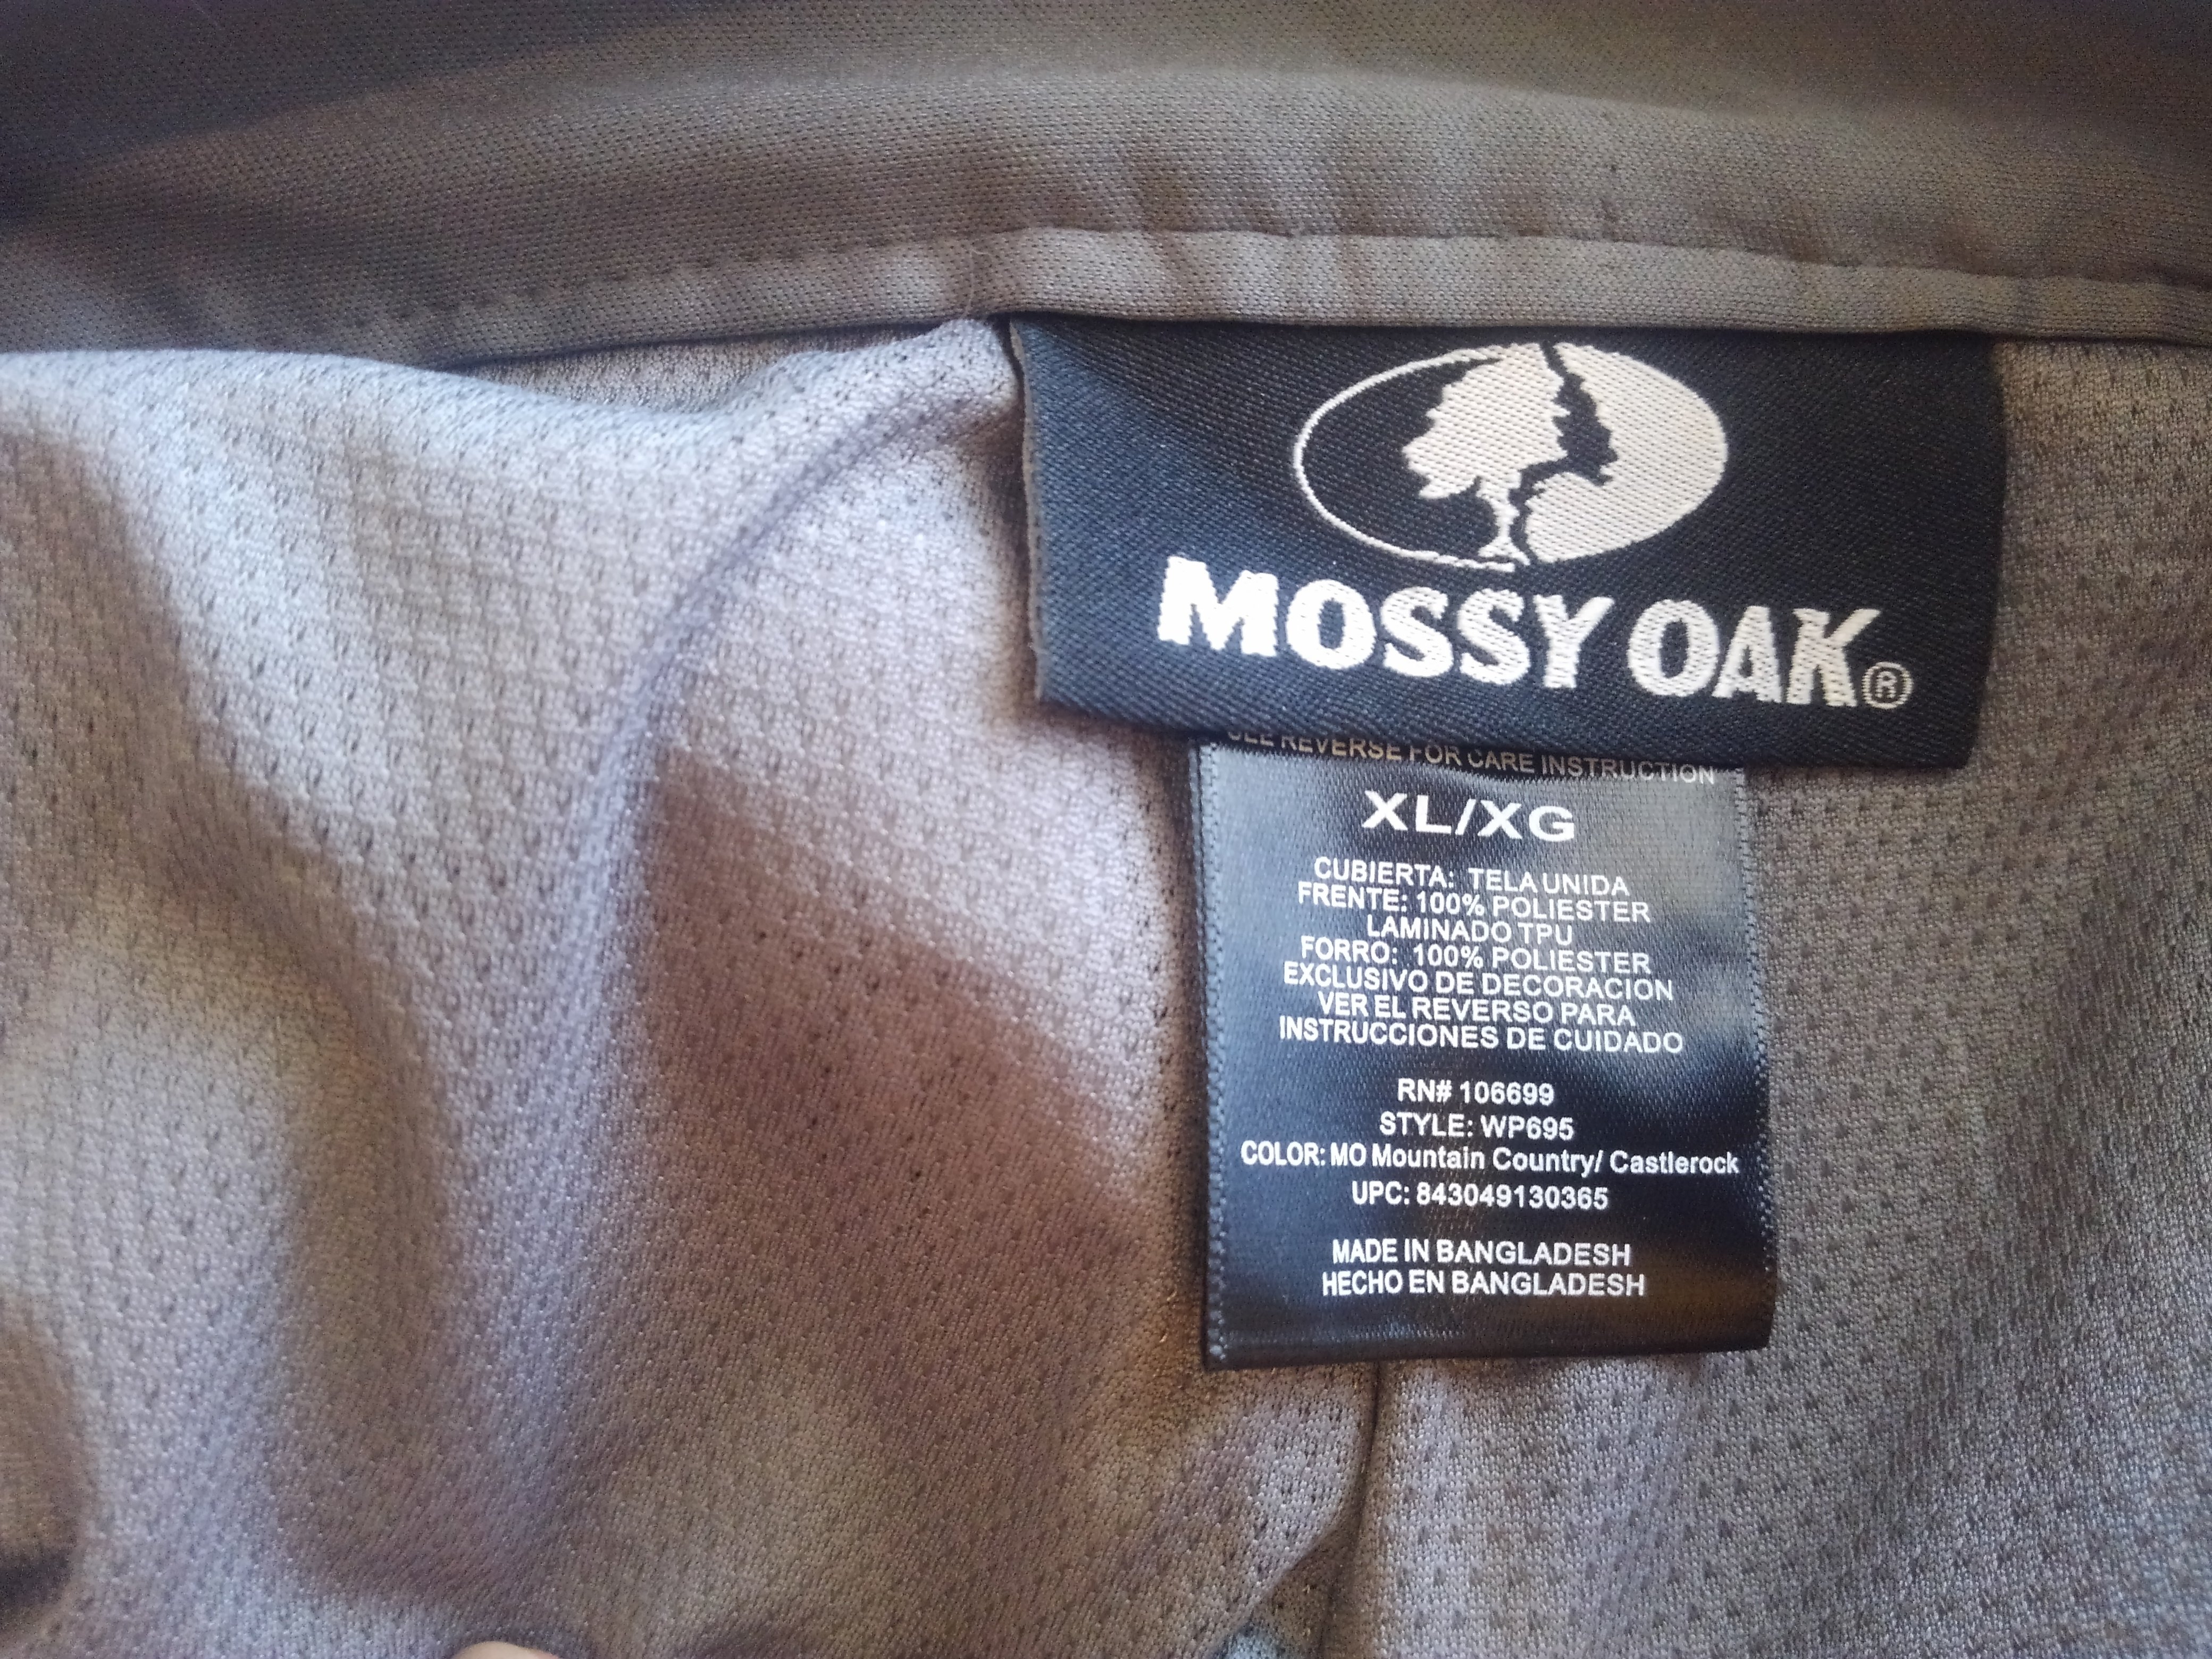 MOSSY OAK®
SEE REVERSE FOR CARE INSTRUCTION
XL/XG
CUBIERTA: TELA UNIDA
FRENTE: 100% POLIESTER
LAMINADO TPU
FORRO: 100% POLIESTER
EXCLUSIVO DE DECORACION
VER EL REVERSO PARA
INSTRUCCIONES DE CUIDADO
RN# 106699
STYLE: WP695
COLOR: MO Mountain Country/ Castlerock
UPC: 843049130365
MADE IN BANGLADESH
HECHO EN BANGLADESH